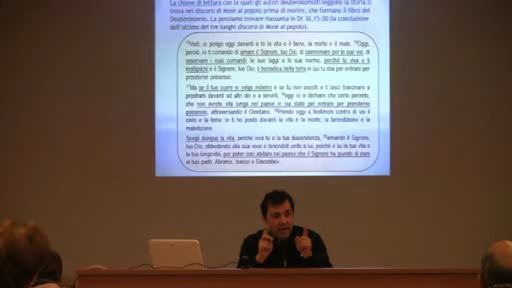 La chiave di lettura con la quale gli autori deuteronomisti leggono la storia si
trova nei discorsi di Mosè al popolo prima di morire, che formano il libro del
Deuteronomio. La possiamo trovare riassunta in Dt 30,15-20 (la conclusione
dell'ultimo dei tre lunghi discorsi di Mosè al popolo).
Vedi, io pongo oggi davanti a te la vita e il bene, la morte e il male. Oggi,
perciò, io ti comando di amare il Signore, tuo Dio, di camminare per le sue vie, di
osservare i suoi comandi, le sue leggi e le sue norme, perché tu viva e ti
moltiplichi e il Signore, tuo Dio, ti benedica nella terra in cui tu stai per entrare per
prenderne possesso.
Ma se il tuo cuore si volge indietro e se tu non ascolti e ti lasci trascinare a
prostrarti davanti ad altri dèi e a servirli, oggi io vi dichiaro che certo perirete,
che non avrete vita lunga nel paese in cui state per entrare per prenderne
possesso, attraversando il Giordano. Prendo oggi a testimoni contro di voi il
cielo e la terra: io ti ho posto davanti la vita e la morte, la benedizione e la
maledizione.
Scegli dunque la vita, perché viva tu e la tua discendenza, amando il Signore,
tuo Dio, obbedendo alla sua voce e tenendoti unito a lui, poiché è lui la tua vita e
la tua longevità, per poter così abitare nel paese che il Signore ha giurato di dare
ai tuoi padri, Abramo, Isacco e Giacobbe».